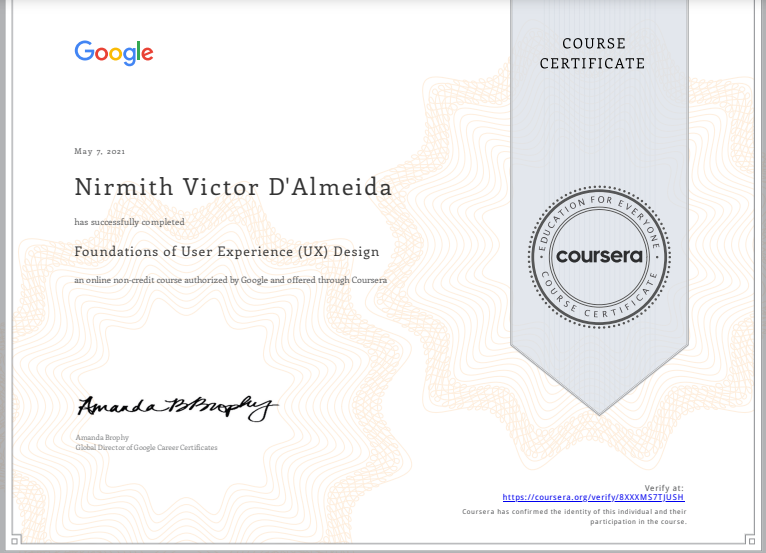 Google
COURSE
CERTIFICATE
May 7, 2021
Nirmith Victor D'Almeida
has successfully completed
Foundations of User Experience (UX) Design
an online non-credit course authorized by Google and offered through Coursera
EDUCATION FOR EVERYONE
coursera
COURSE CERTIFICATE
Amanda B Brophy
Amanda Brophy
Global Director of Google Career Certificates
Verify at:
https://coursera.org/verify/8XXXMS7TJUSH
Coursera has confirmed the identity of this individual and their
participation in the course.